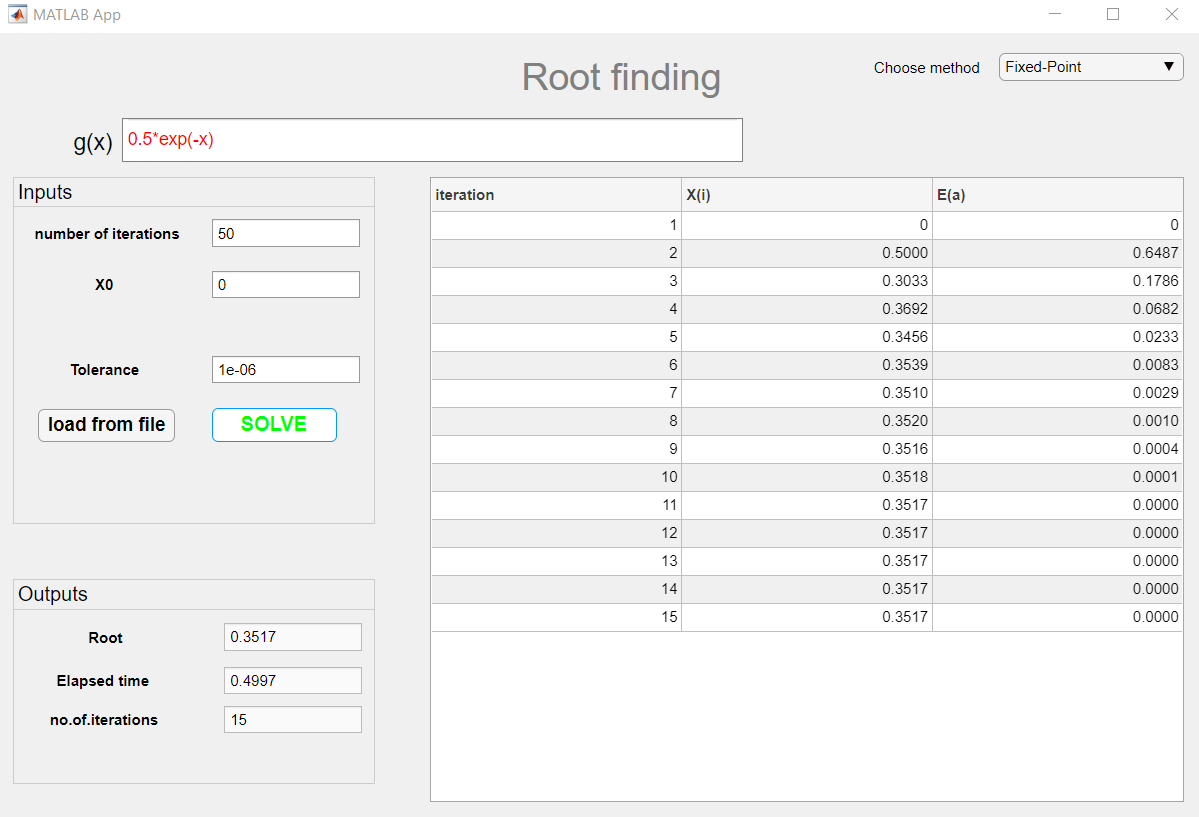 MATLAB App
Root finding
Choose method Fixed-Point
g(x) 0.5*exp(-x)
Inputs
number of iterations 50
X0 0
Tolerance 1e-06
load from file SOLVE
Outputs
Root 0.3517
Elapsed time 0.4997
no.of.iterations 15
iteration X(i) E(a)
1 0 0
2 0.5000 0.6487
3 0.3033 0.1786
4 0.3692 0.0682
5 0.3456 0.0233
6 0.3539 0.0083
7 0.3510 0.0029
8 0.3520 0.0010
9 0.3516 0.0004
10 0.3518 0.0001
11 0.3517 0.0000
12 0.3517 0.0000
13 0.3517 0.0000
14 0.3517 0.0000
15 0.3517 0.0000